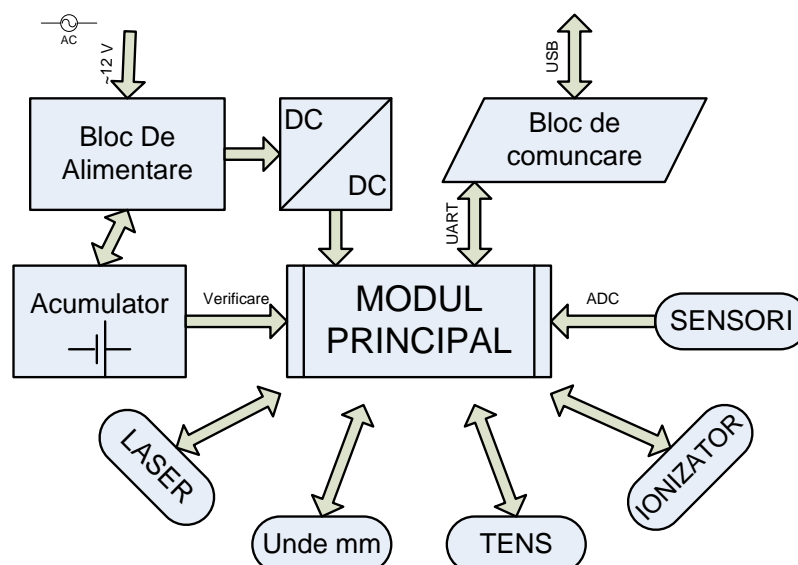 AC
~12 V
USB
Bloc De
Alimentare
DC
DC
Bloc de
comuncare
UART
Acumulator
Verificare
MODUL
PRINCIPAL
ADC
SENSORI
LASER
Unde mm
TENS
IONIZATOR